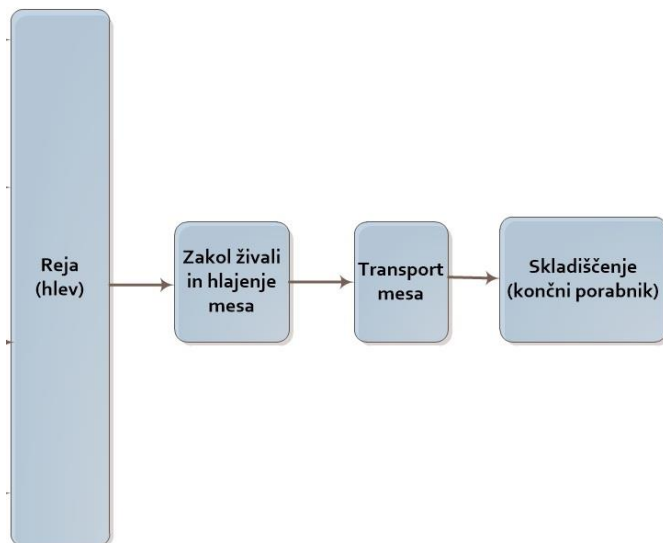 Reja
(hlev)
Zakol živali
in hlajenje
mesa
Transport
mesa
Skladiščenje
(končni porabnik)